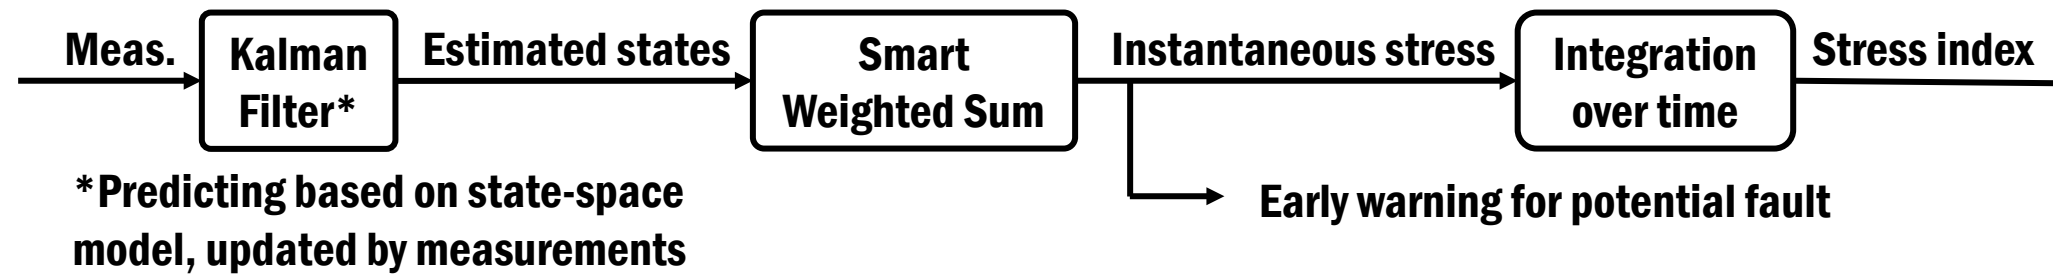 Meas.
Kalman
Filter*
Estimated states
Smart
Weighted Sum
Instantaneous stress
Integration
over time
Stress index
Early warning for potential fault
*Predicting based on state-space
model, updated by measurements